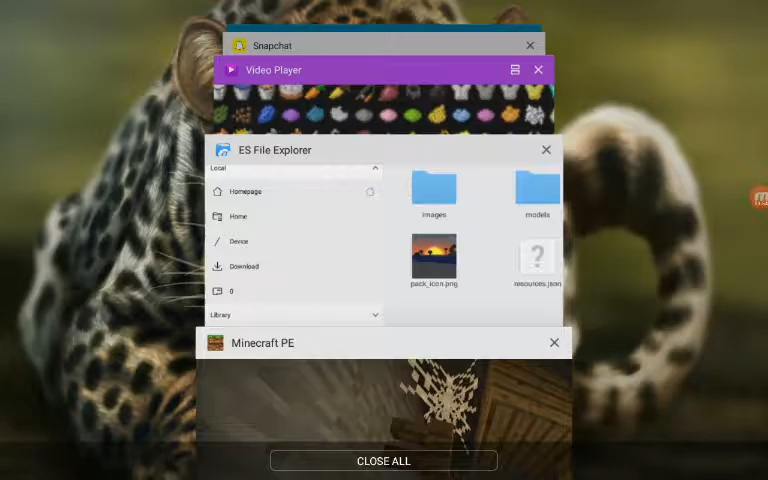 Snapchat
Video Player
ES File Explorer
Local
Homepage
Home
Device
Download
0
Library
images
models
pack_icon.png
resources.json
Minecraft PE
CLOSE ALL